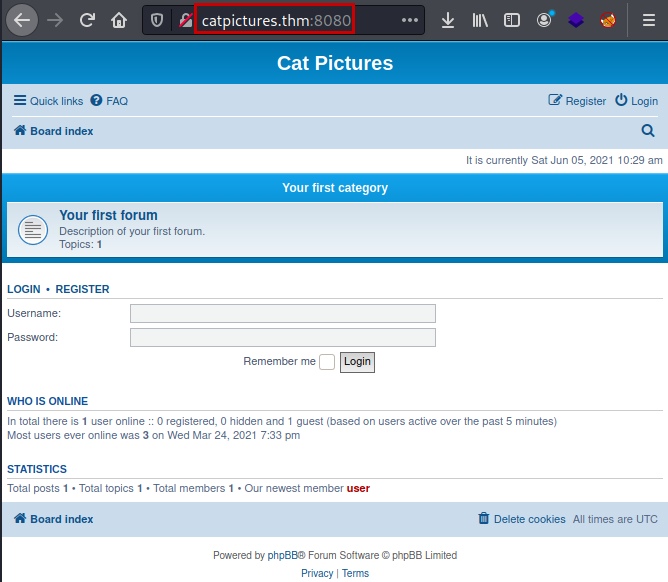 catpictures.thm:8080
Cat Pictures
Quick links FAQ Register Login
Board index
It is currently Sat Jun 05, 2021 10:29 am
Your first category
Your first forum
Description of your first forum.
Topics: 1
LOGIN • REGISTER
Username:
Password:
Remember me Login
WHO IS ONLINE
In total there is 1 user online :: 0 registered, 0 hidden and 1 guest (based on users active over the past 5 minutes)
Most users ever online was 3 on Wed Mar 24, 2021 7:33 pm
STATISTICS
Total posts 1 • Total topics 1 • Total members 1 • Our newest member user
Board index Delete cookies All times are UTC
Powered by phpBB® Forum Software © phpBB Limited
Privacy | Terms